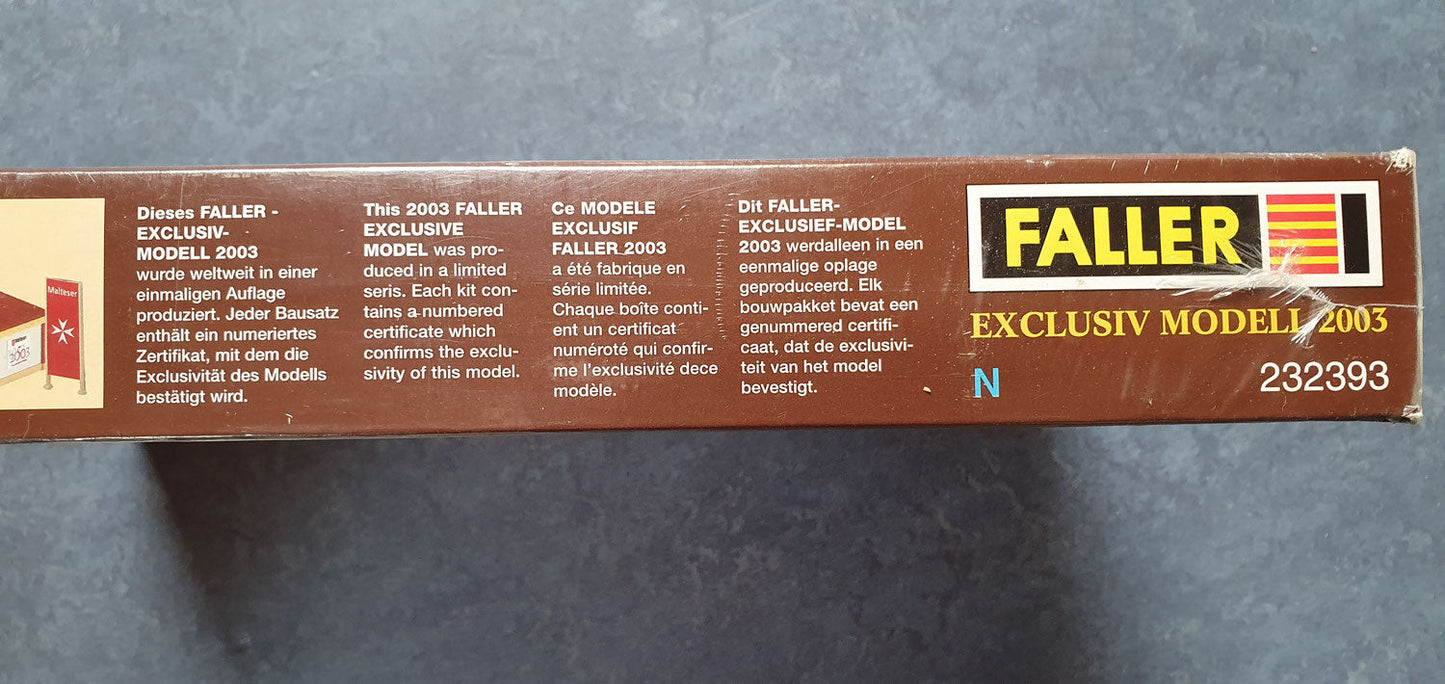 Malteser
2003
Dieses FALLER -
EXCLUSIV-
MODELL 2003
wurde weltweit in einer
einmaligen Auflage
produziert. Jeder Bausatz
enthält ein numeriertes
Zertifikat, mit dem die
Exclusivität des Modells
bestätigt wird.
This 2003 FALLER
EXCLUSIVE
MODEL was pro-
duced in a limited
seris. Each kit con-
tains a numbered
certificate which
confirms the exclu-
sivity of this model.
Ce MODELE
EXCLUSIF
FALLER 2003
a été fabrique en
série limitée.
Chaque boîte conti-
ent un certificat
numéroté qui confir-
me l'exclusivité dece
modèle.
Dit FALLER-
EXCLUSIEF-MODEL
2003 werdalleen in een
eenmalige oplage
geproduceerd. Elk
bouwpakket bevat een
genummered certifi-
caat, dat de exclusivi-
teit van het model
bevestigt.
FALLER
EXCLUSIV MODELL 2003
N
232393